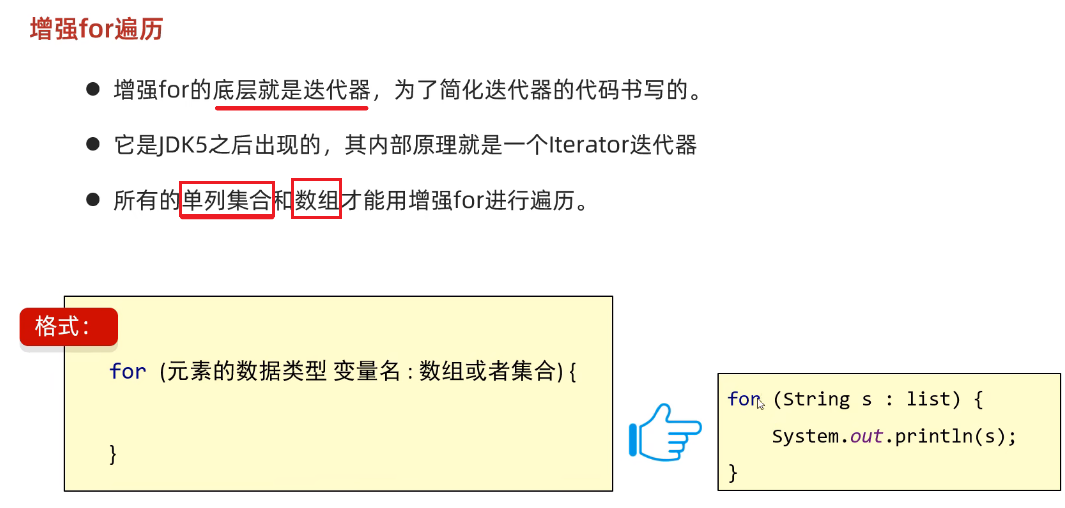 增强for遍历
增强for的底层就是迭代器，为了简化迭代器的代码书写的。
它是JDK5之后出现的，其内部原理就是一个Iterator迭代器
所有的单列集合和数组才能用增强for进行遍历。
格式：
for (元素的数据类型 变量名 : 数组或者集合) {
}
for (String s : list) {
System.out.println(s);
}